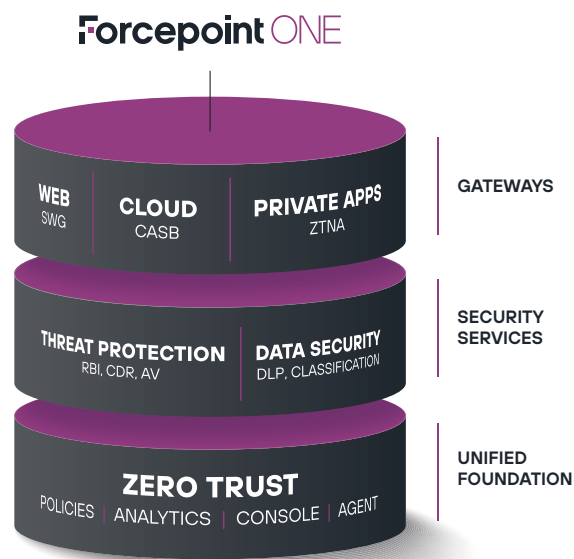 Forcepoint ONE
WEB
SWG
CLOUD
CASB
PRIVATE APPS
ZTNA
GATEWAYS
THREAT PROTECTION
RBI, CDR, AV
DATA SECURITY
DLP, CLASSIFICATION
SECURITY
SERVICES
ZERO TRUST
POLICIES | ANALYTICS | CONSOLE | AGENT
UNIFIED
FOUNDATION